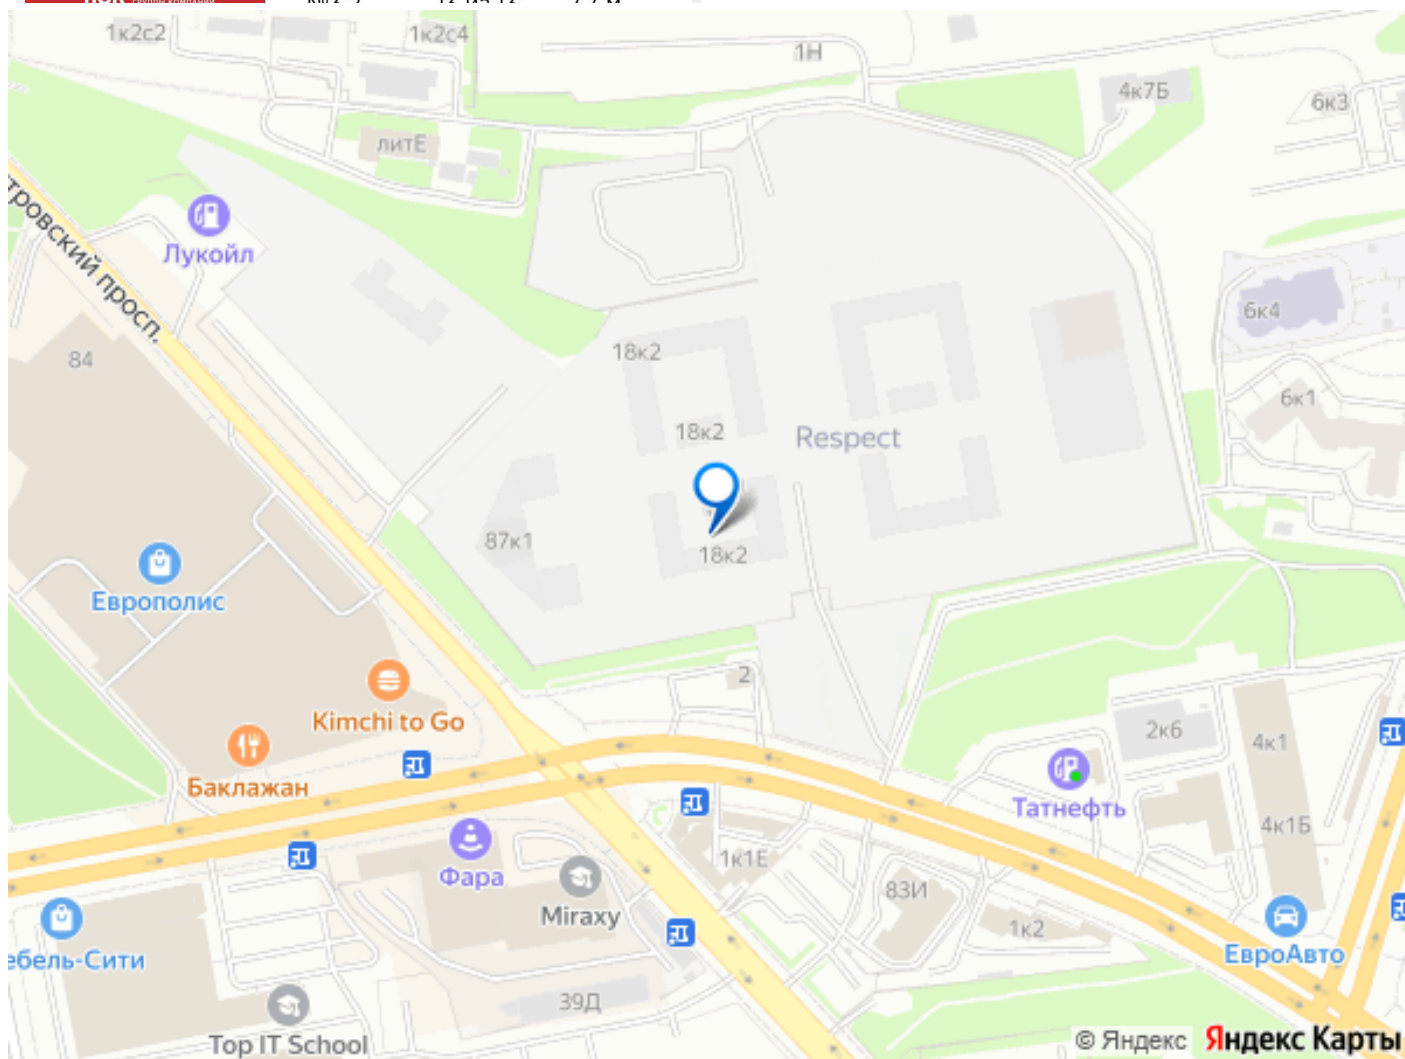 1к2с2
1к2с4
1Н
4к7Б
6к3
литЕ
тровский просп.
Лукойл
6к4
84
18к2
6к1
18к2
Respect
87к1
18к2
Европолис
2
Kimchi to Go
2к6
4к1
Баклажан
Татнефть
4к1Б
1к1Е
Фара
83И
Miraxy
1к2
ебель-Сити
ЕвроАвто
39Д
Top IT School
© Яндекс Яндекс Карты